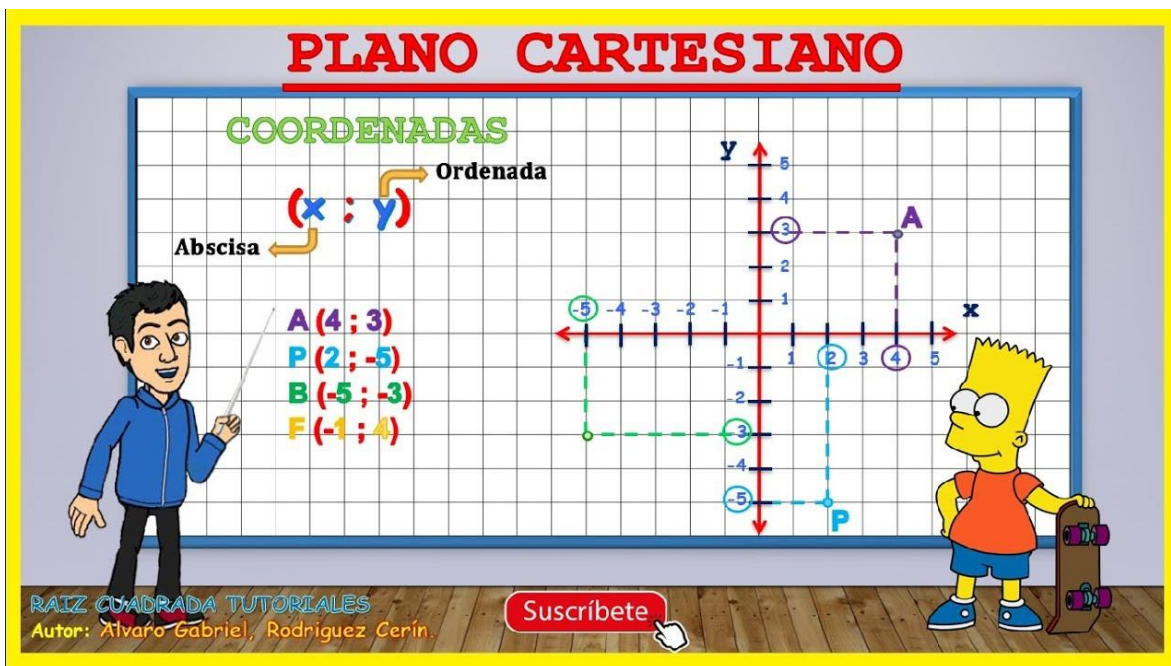 PLANO CARTESIANO
COORDENADAS
Ordenada
(x ; y)
Abscisa
A (4 ; 3)
P (2 ; -5)
B (-5 ; -3)
F (-1 ; 4)
y
5
4
3
A
2
1
-5 -4 -3 -2 -1
x
1 2 3 4 5
-1
-2
-3
-4
-5
P
RAIZ CUADRADA TUTORIALES
Autor: Alvaro Gabriel, Rodriguez Cerín.
Suscríbete